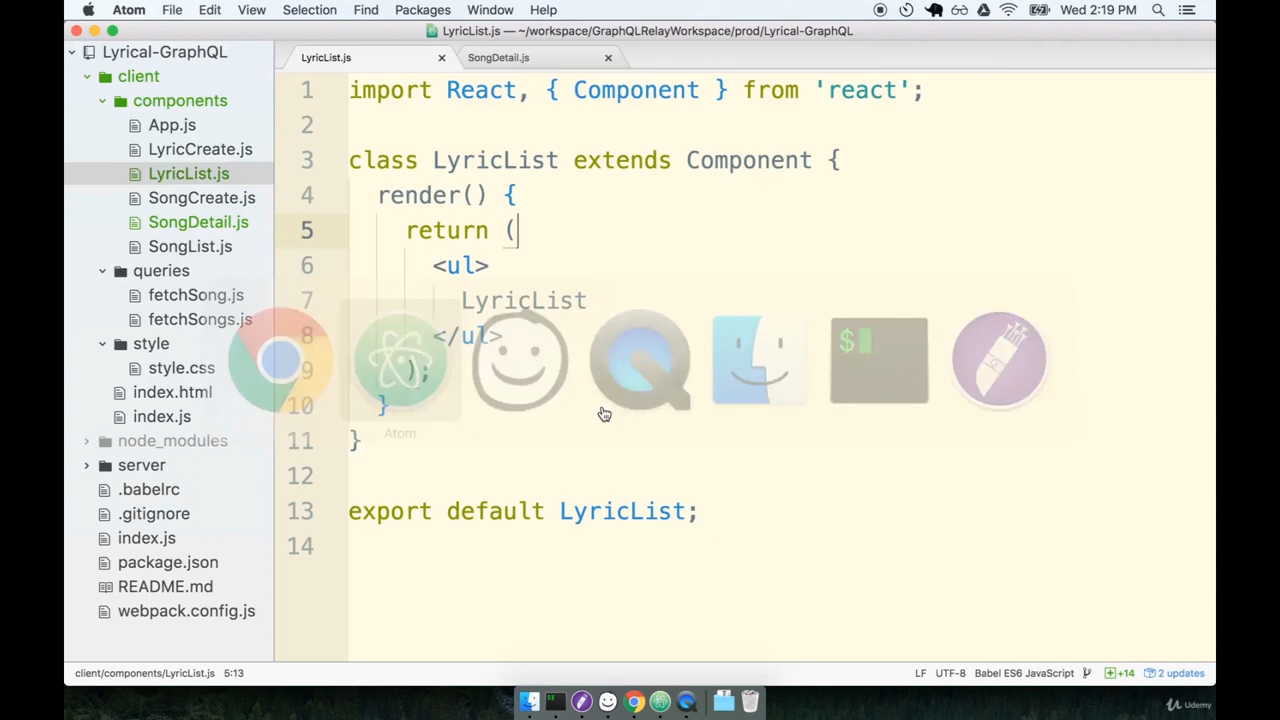 Atom File Edit View Selection Find Packages Window Help Wed 2:19 PM
LyricList.js — ~/workspace/GraphQLRelayWorkspace/prod/Lyrical-GraphQL
Lyrical-GraphQL
client
components
App.js
LyricCreate.js
LyricList.js
SongCreate.js
SongDetail.js
SongList.js
queries
fetchSong.js
fetchSongs.js
style
style.css
index.html
index.js
node_modules
server
.babelrc
.gitignore
index.js
package.json
README.md
webpack.config.js
LyricList.js SongDetail.js
1 import React, { Component } from 'react';
2
3 class LyricList extends Component {
4 render() {
5 return (
6 <ul>
7 LyricList
8 </ul>
9 );
10 }
11 }
12
13 export default LyricList;
14
$
Atom
client/components/LyricList.js 5:13 LF UTF-8 Babel ES6 JavaScript +14 2 updates
Udemy